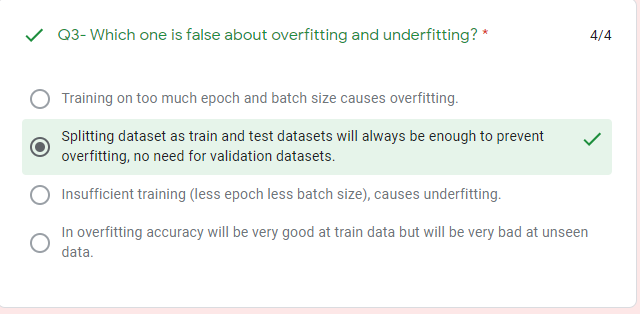 Q3- Which one is false about overfitting and underfitting? * 4/4
Training on too much epoch and batch size causes overfitting.
Splitting dataset as train and test datasets will always be enough to prevent
overfitting, no need for validation datasets.
Insufficient training (less epoch less batch size), causes underfitting.
In overfitting accuracy will be very good at train data but will be very bad at unseen
data.